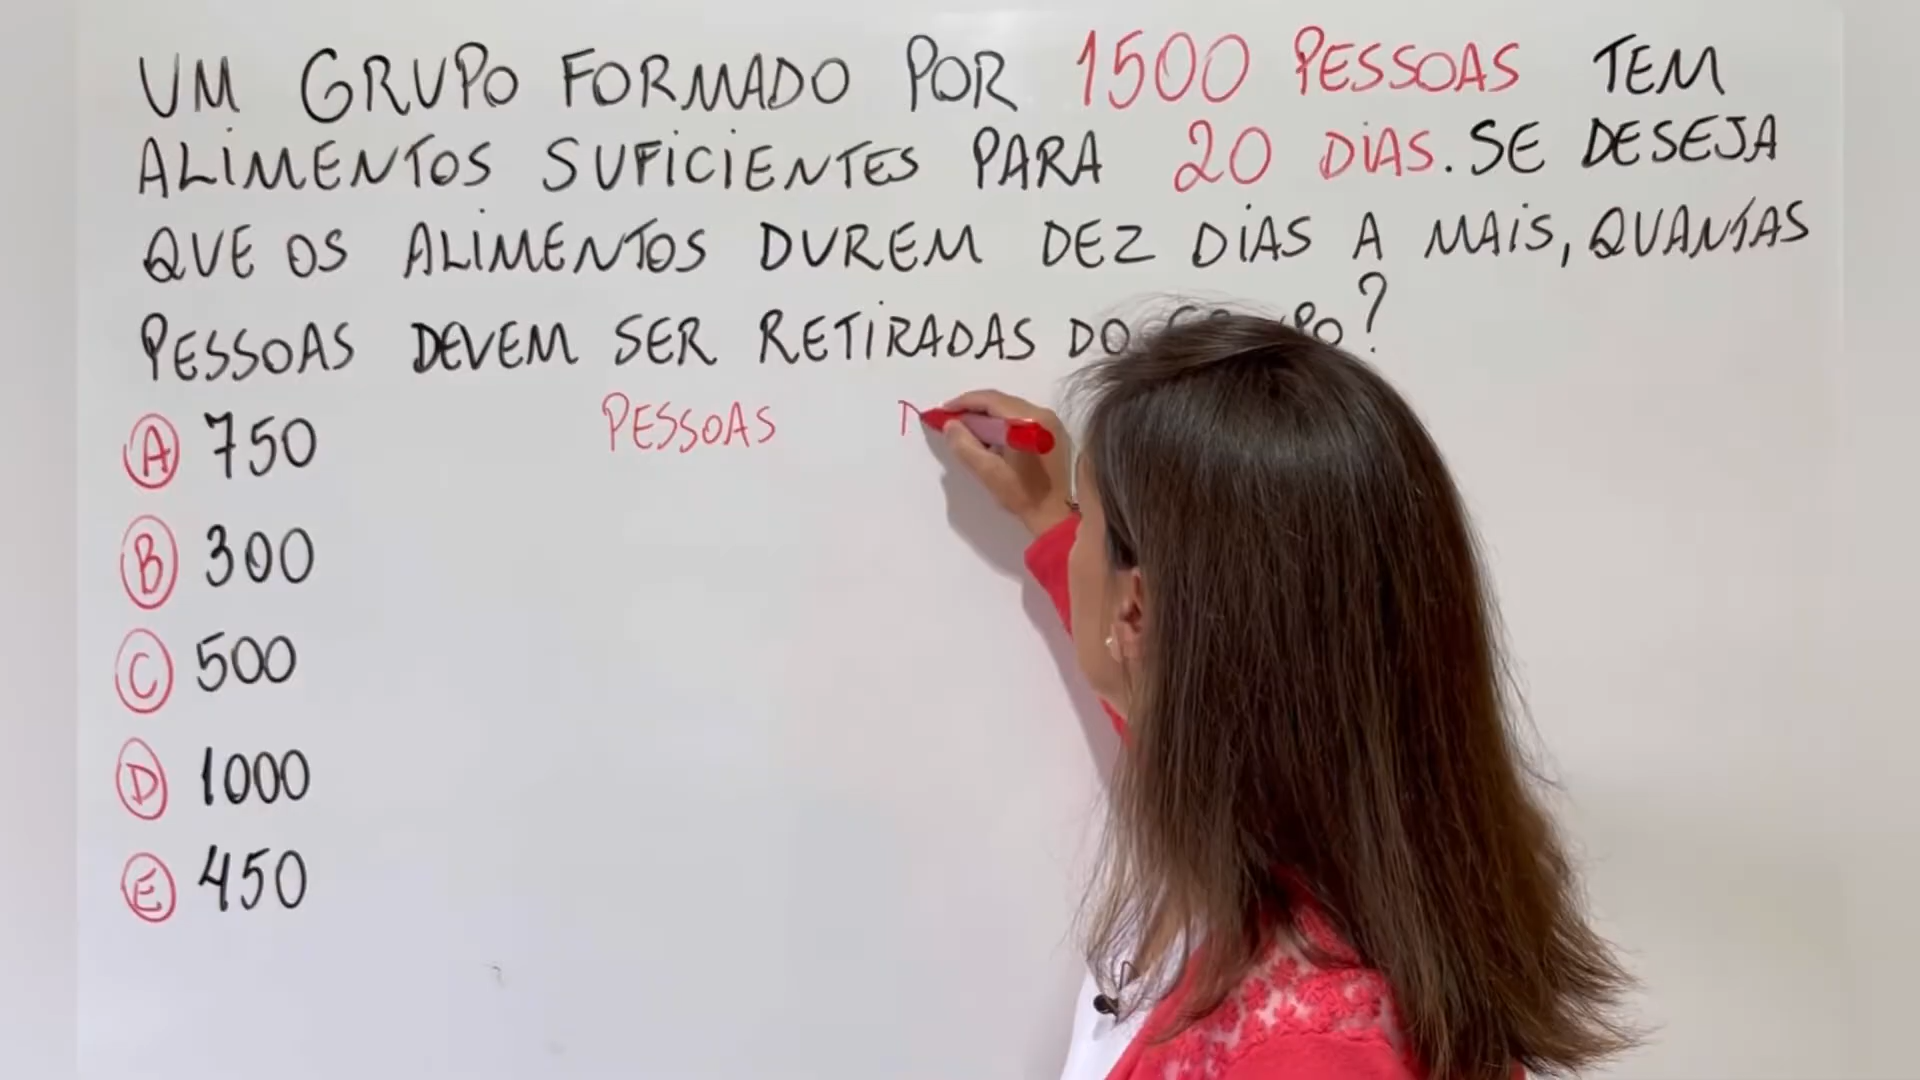 UM GRUPO FORMADO POR 1500 PESSOAS TEM
ALIMENTOS SUFICIENTES PARA 20 DIAS. SE DESEJA
QUE OS ALIMENTOS DUREM DEZ DIAS A MAIS, QUANTAS
PESSOAS DEVEM SER RETIRADAS DO ?
PESSOAS
A 750
B 300
C 500
D 1000
E 450